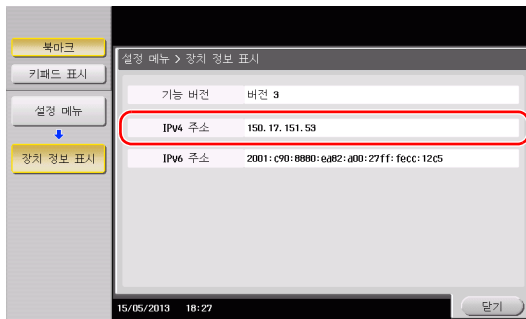 북마크
키패드 표시
설정 메뉴
장치 정보 표시
설정 메뉴 > 장치 정보 표시
기능 버전 버전 3
IPv4 주소 150.17.151.53
IPv6 주소 2001:c90:8880:ea82:a00:27ff:fecc:12c5
15/05/2013 18:27
닫기